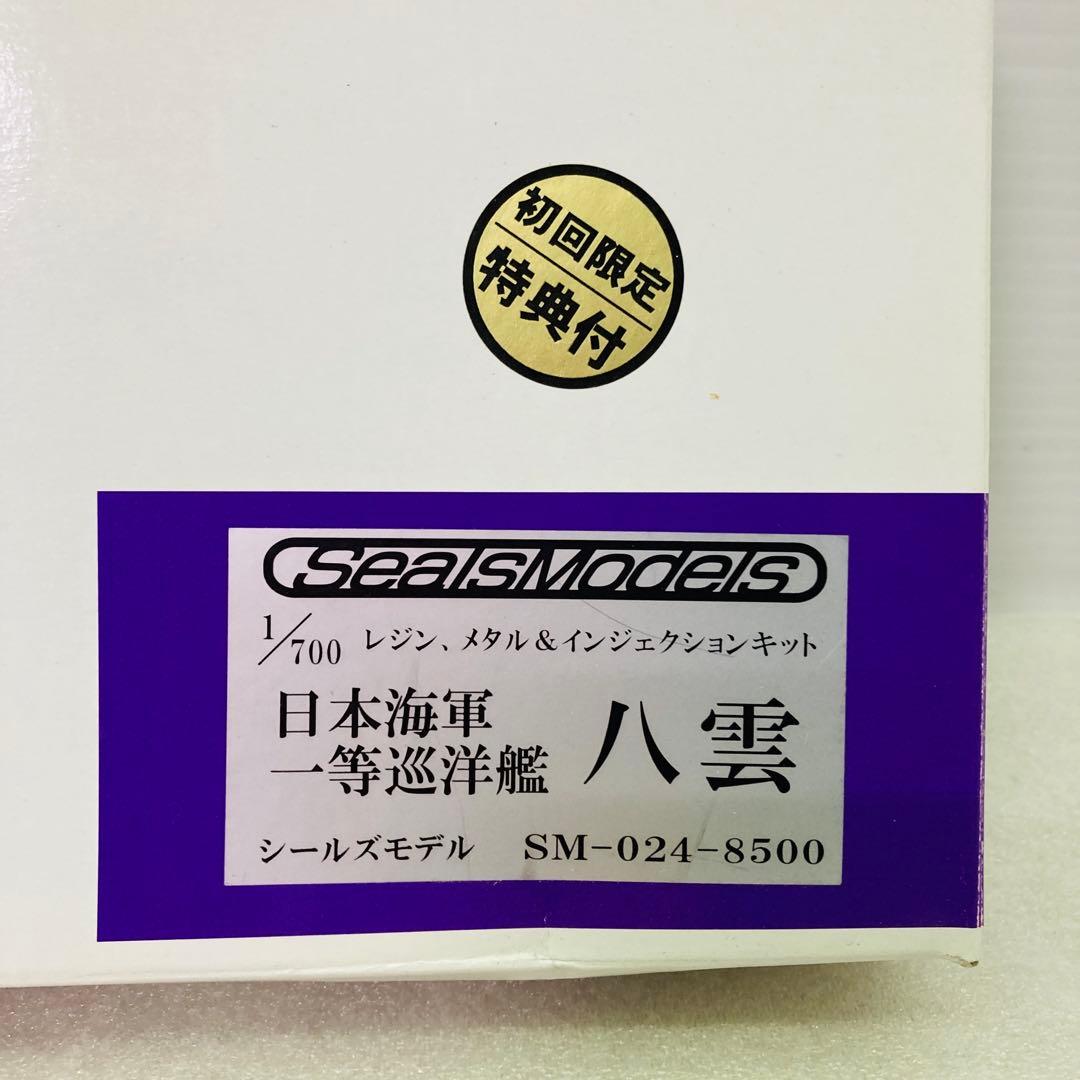 初回限定
特典付
SealsModels
1/700 レジン、メタル&インジェクションキット
日本海軍
一等巡洋艦 八雲
シールズモデル SM-024-8500